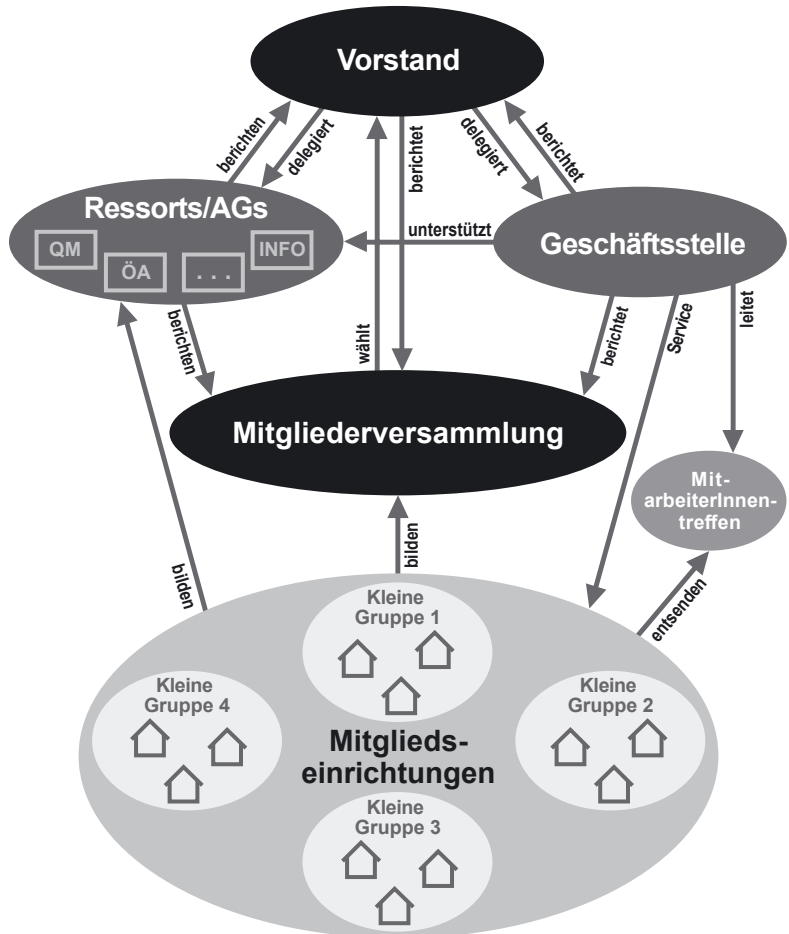 Vorstand
berichten
delegiert
berichtet
delegiert
berichtet
Ressorts/AGs
QM
ÖA
. . .
INFO
unterstützt
Geschäftsstelle
berichten
wählt
berichtet
Service
leitet
Mitgliederversammlung
Mit-
arbeiterInnen-
treffen
bilden
bilden
entsenden
Kleine
Gruppe 1
Kleine
Gruppe 4
Kleine
Gruppe 2
Mitglieds-
einrichtungen
Kleine
Gruppe 3